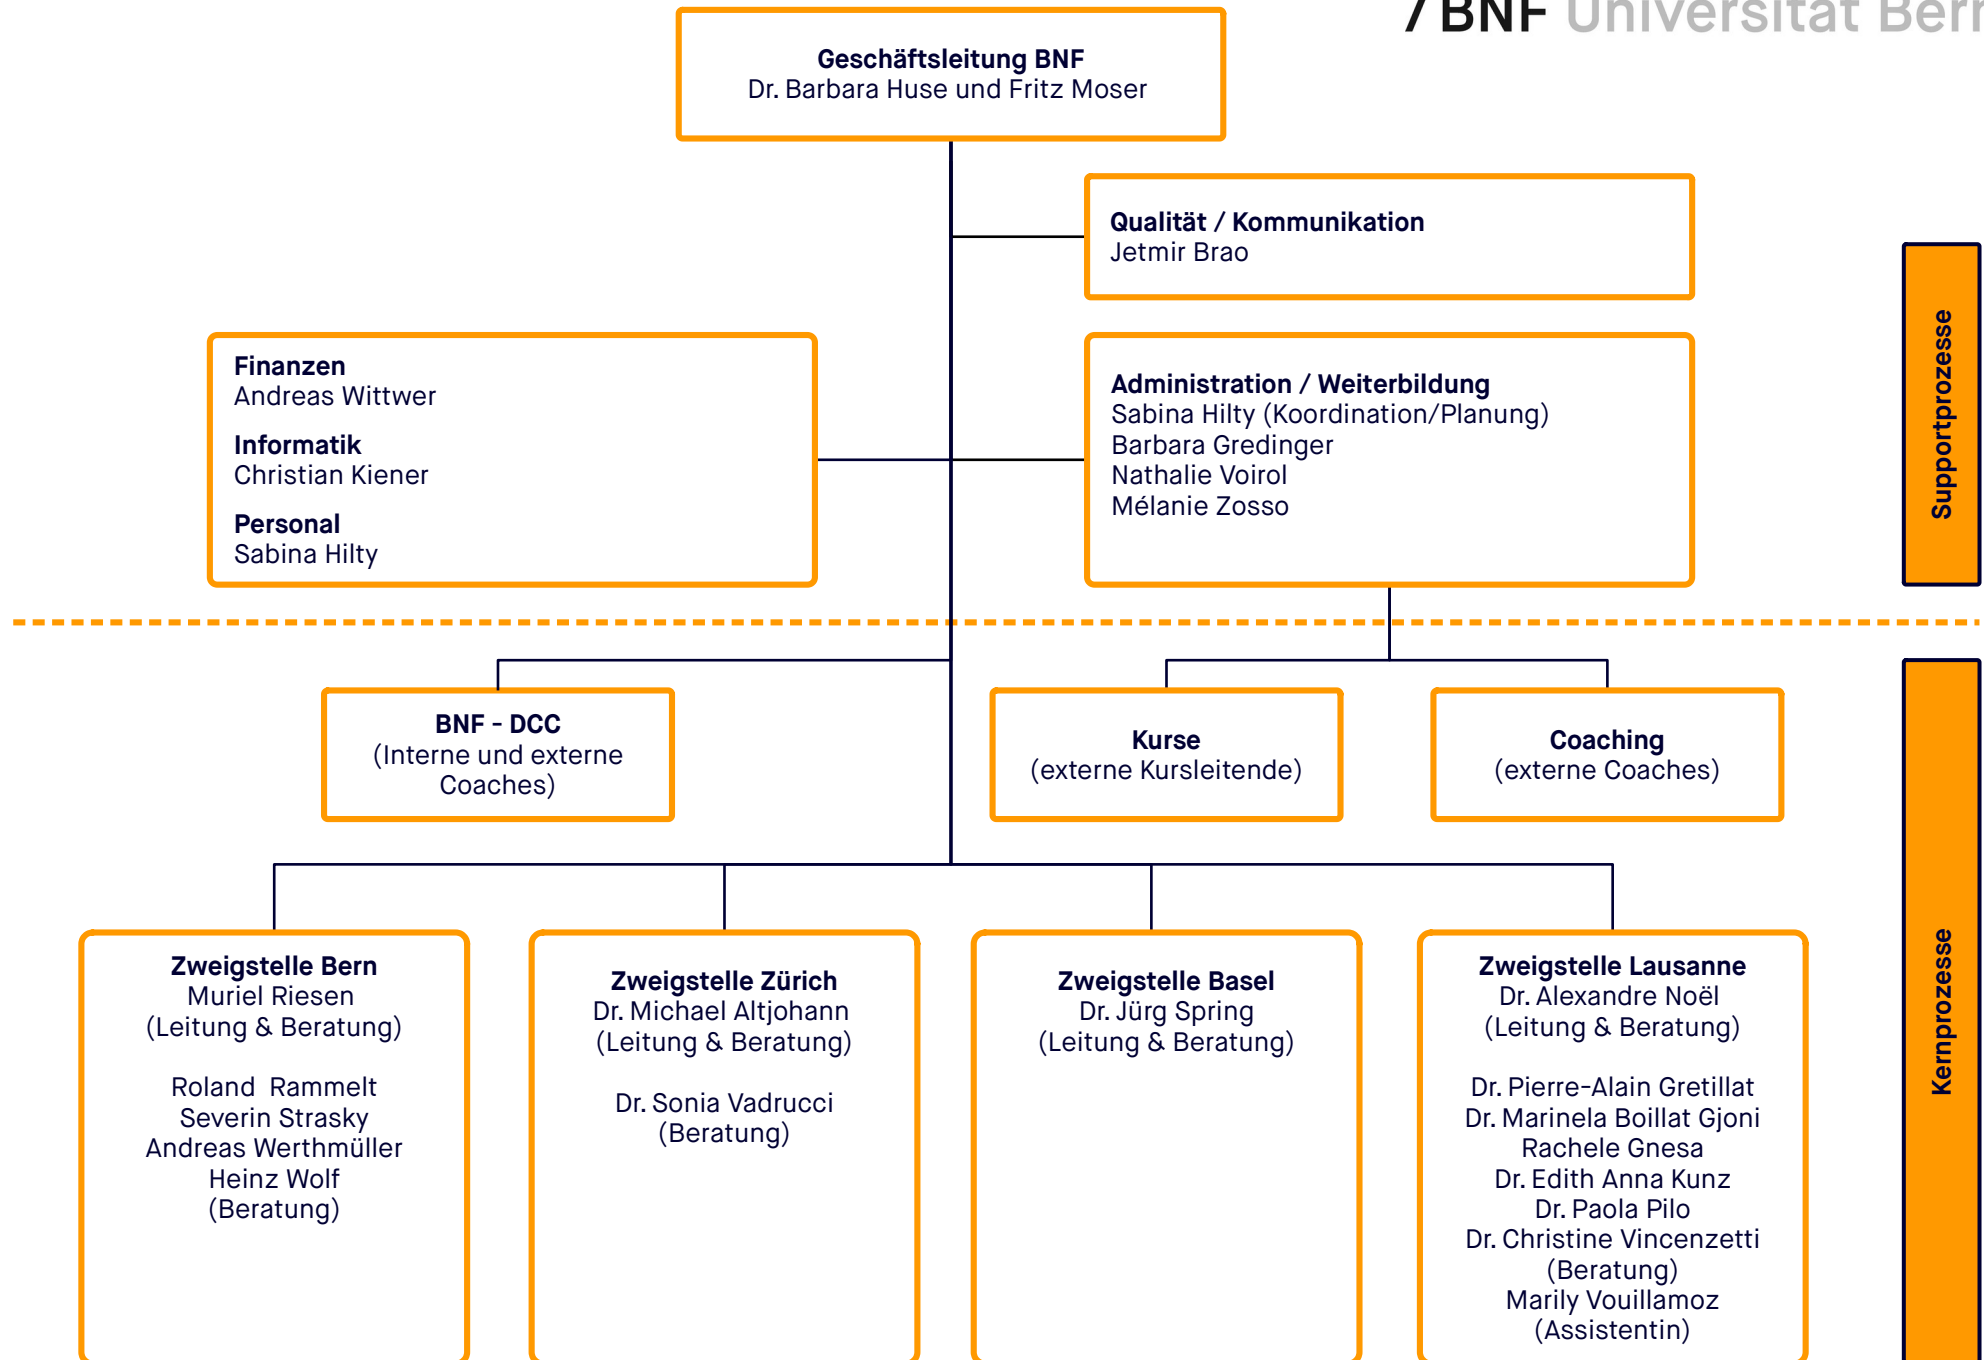 /BNF Universität Bern
Geschäftsleitung BNF
Dr. Barbara Huse und Fritz Moser
Qualität / Kommunikation
Jetmir Brao
Finanzen
Andreas Wittwer
Informatik
Christian Kiener
Personal
Sabina Hilty
Administration / Weiterbildung
Sabina Hilty (Koordination/Planung)
Barbara Gredinger
Nathalie Voirol
Mélanie Zosso
Supportprozesse
BNF - DCC
(Interne und externe
Coaches)
Kurse
(externe Kursleitende)
Coaching
(externe Coaches)
Zweigstelle Bern
Muriel Riesen
(Leitung & Beratung)
Roland Rammelt
Severin Strasky
Andreas Werthmüller
Heinz Wolf
(Beratung)
Zweigstelle Zürich
Dr. Michael Altjohann
(Leitung & Beratung)
Dr. Sonia Vadrucci
(Beratung)
Zweigstelle Basel
Dr. Jürg Spring
(Leitung & Beratung)
Zweigstelle Lausanne
Dr. Alexandre Noël
(Leitung & Beratung)
Dr. Pierre-Alain Gretillat
Dr. Marinela Boillat Gjoni
Rachele Gnesa
Dr. Edith Anna Kunz
Dr. Paola Pilo
Dr. Christine Vincenzetti
(Beratung)
Marily Vouillamoz
(Assistentin)
Kernprozesse